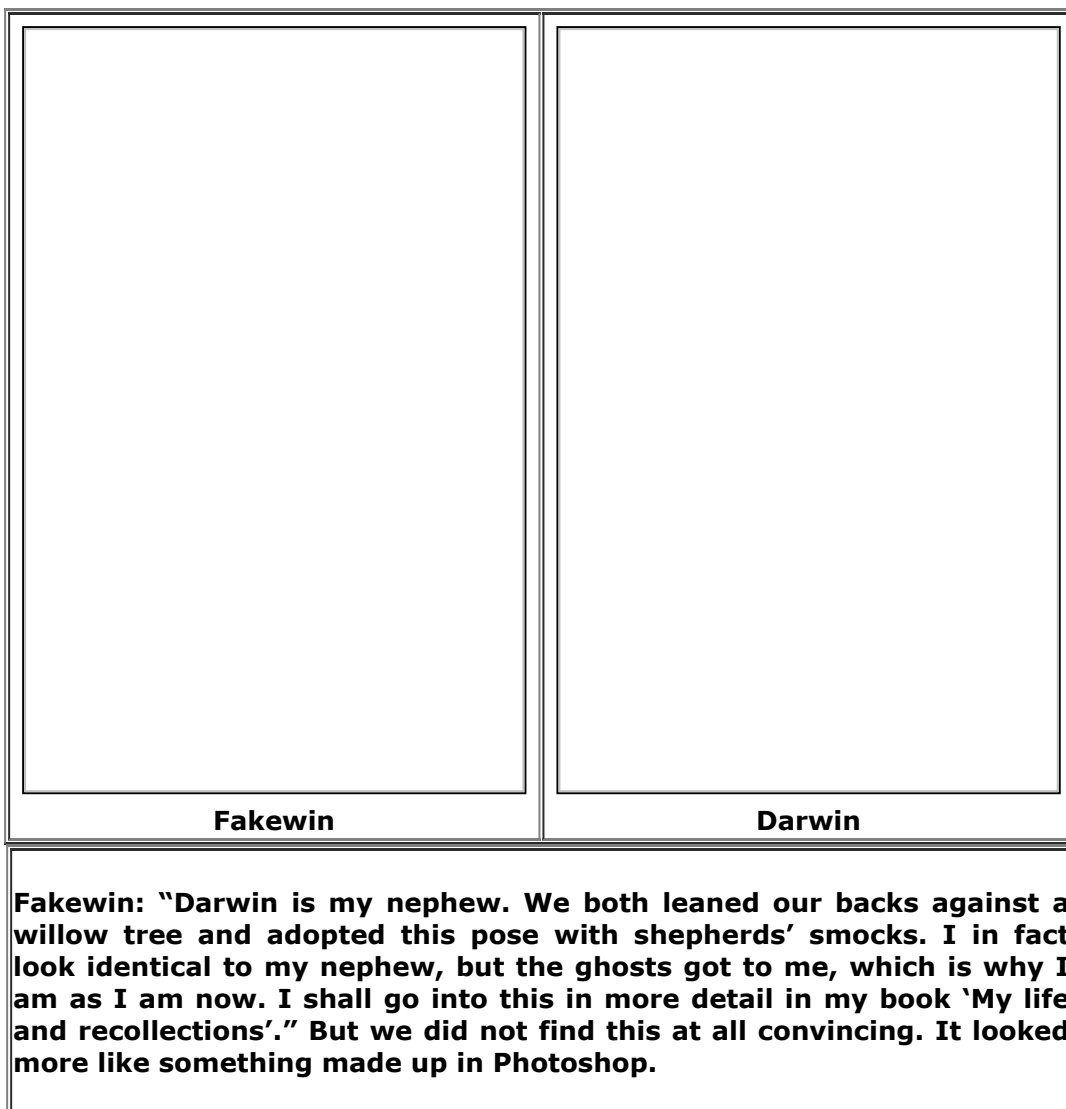 Fakewin
Darwin
Fakewin: “Darwin is my nephew. We both leaned our backs against a
willow tree and adopted this pose with shepherds’ smocks. I in fact
look identical to my nephew, but the ghosts got to me, which is why I
am as I am now. I shall go into this in more detail in my book ‘My life
and recollections’.” But we did not find this at all convincing. It looked
more like something made up in Photoshop.